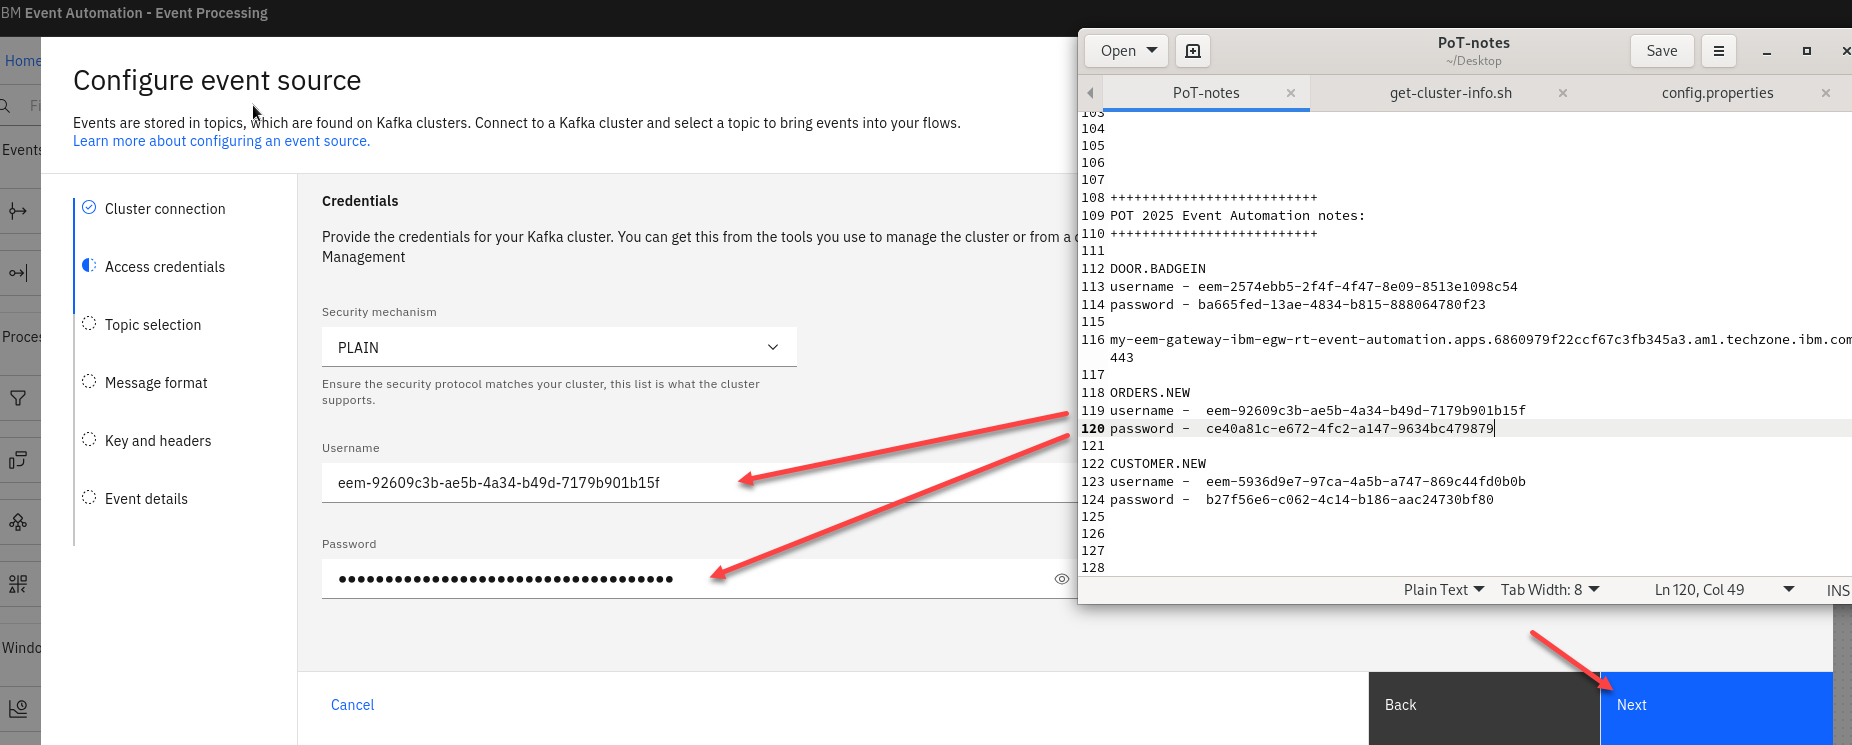 BM Event Automation - Event Processing
Home
Configure event source
Events are stored in topics, which are found on Kafka clusters. Connect to a Kafka cluster and select a topic to bring events into your flows.
Learn more about configuring an event source.
Fi
Events
Proces
Windo
Cluster connection
Access credentials
Topic selection
Message format
Key and headers
Event details
Credentials
Provide the credentials for your Kafka cluster. You can get this from the tools you use to manage the cluster or from a c
Management
Security mechanism
PLAIN
Ensure the security protocol matches your cluster, this list is what the cluster
supports.
Username
eem-92609c3b-ae5b-4a34-b49d-7179b901b15f
Password
••••••••••••••••••••••••••••••••••••
Cancel
Back
Next
Open
PoT-notes
~/Desktop
Save
PoT-notes
get-cluster-info.sh
config.properties
103
104
105
106
107
108 ++++++++++++++++++++++++++
109 POT 2025 Event Automation notes:
110 ++++++++++++++++++++++++++
111
112 DOOR.BADGEIN
113 username - eem-2574ebb5-2f4f-4f47-8e09-8513e1098c54
114 password - ba665fed-13ae-4834-b815-888064780f23
115
116 my-eem-gateway-ibm-egw-rt-event-automation.apps.6860979f22ccf67c3fb345a3.am1.techzone.ibm.com
443
117
118 ORDERS.NEW
119 username -  eem-92609c3b-ae5b-4a34-b49d-7179b901b15f
120 password -  ce40a81c-e672-4fc2-a147-9634bc479879
121
122 CUSTOMER.NEW
123 username -  eem-5936d9e7-97ca-4a5b-a747-869c44fd0b0b
124 password -  b27f56e6-c062-4c14-b186-aac24730bf80
125
126
127
128
Plain Text
Tab Width: 8
Ln 120, Col 49
INS